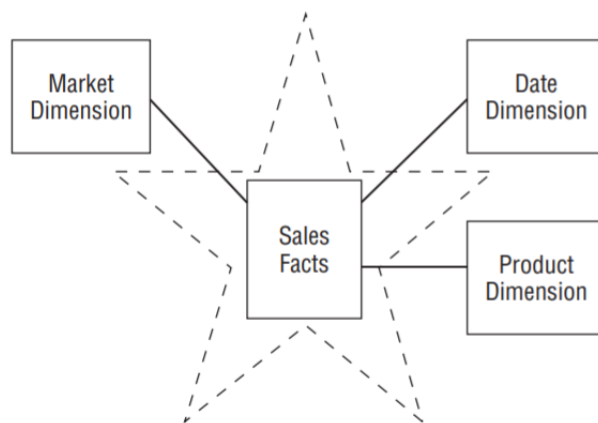 Market
Dimension
Date
Dimension
Sales
Facts
Product
Dimension